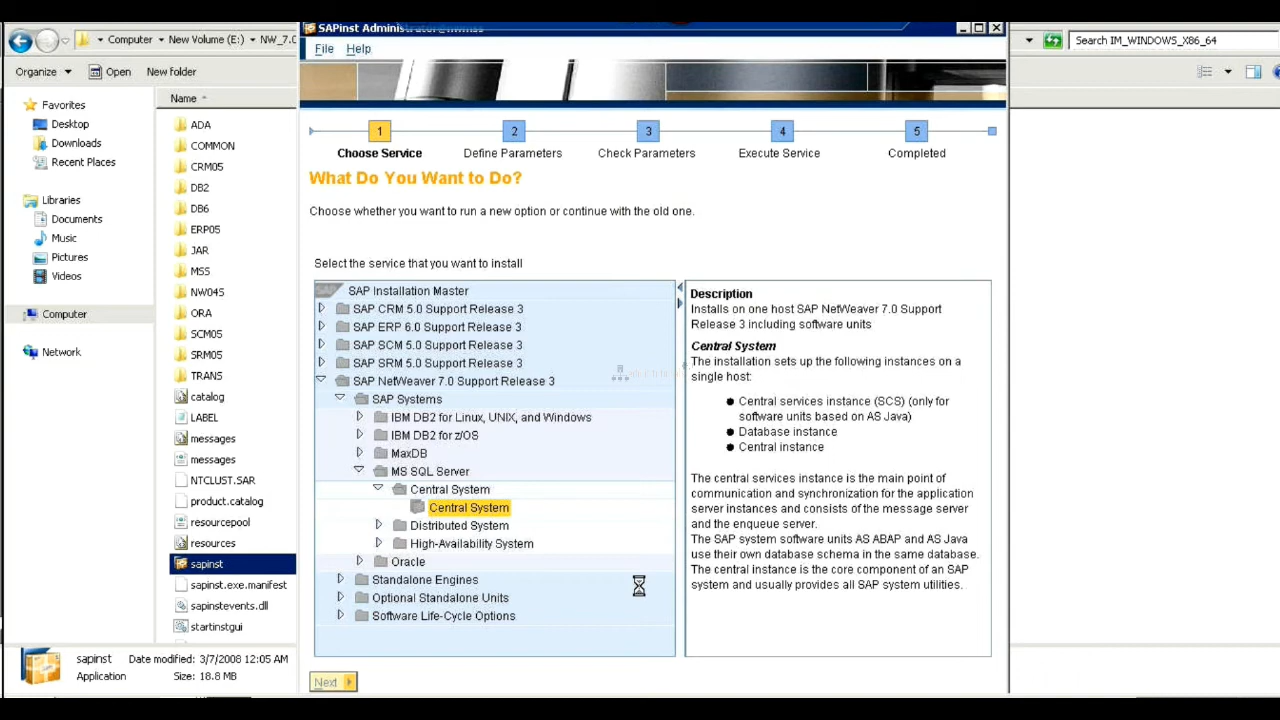 SAPinst Adminis
Computer ▸ New Volume (E:) ▸ NW_7.0
Search IM_WINDOWS_X86_64
File Help
Organize Open New folder
Favorites
Desktop
Downloads
Recent Places
Libraries
Documents
Music
Pictures
Videos
Computer
Network
Name
ADA
COMMON
CRM05
DB2
DB6
ERP05
JAR
MSS
NW04S
ORA
SCM05
SRM05
TRANS
catalog
LABEL
messages
messages
NTCLUST.SAR
product.catalog
resourcepool
resources
sapinst
sapinst.exe.manifest
sapinstevents.dll
startinstgui
sapinst Date modified: 3/7/2008 12:05 AM
Application Size: 18.8 MB
1 2 3 4 5
Choose Service Define Parameters Check Parameters Execute Service Completed
What Do You Want to Do?
Choose whether you want to run a new option or continue with the old one.
Select the service that you want to install
SAP Installation Master
SAP CRM 5.0 Support Release 3
SAP ERP 6.0 Support Release 3
SAP SCM 5.0 Support Release 3
SAP SRM 5.0 Support Release 3
SAP NetWeaver 7.0 Support Release 3
SAP Systems
IBM DB2 for Linux, UNIX, and Windows
IBM DB2 for z/OS
MaxDB
MS SQL Server
Central System
Central System
Distributed System
High-Availability System
Oracle
Standalone Engines
Optional Standalone Units
Software Life-Cycle Options
Description
Installs on one host SAP NetWeaver 7.0 Support
Release 3 including software units
Central System
The installation sets up the following instances on a
single host:
● Central services instance (SCS) (only for
software units based on AS Java)
● Database instance
● Central instance
The central services instance is the main point of
communication and synchronization for the application
server instances and consists of the message server
and the enqueue server.
The SAP system software units AS ABAP and AS Java
use their own database schema in the same database.
The central instance is the core component of an SAP
system and usually provides all SAP system utilities.
Next